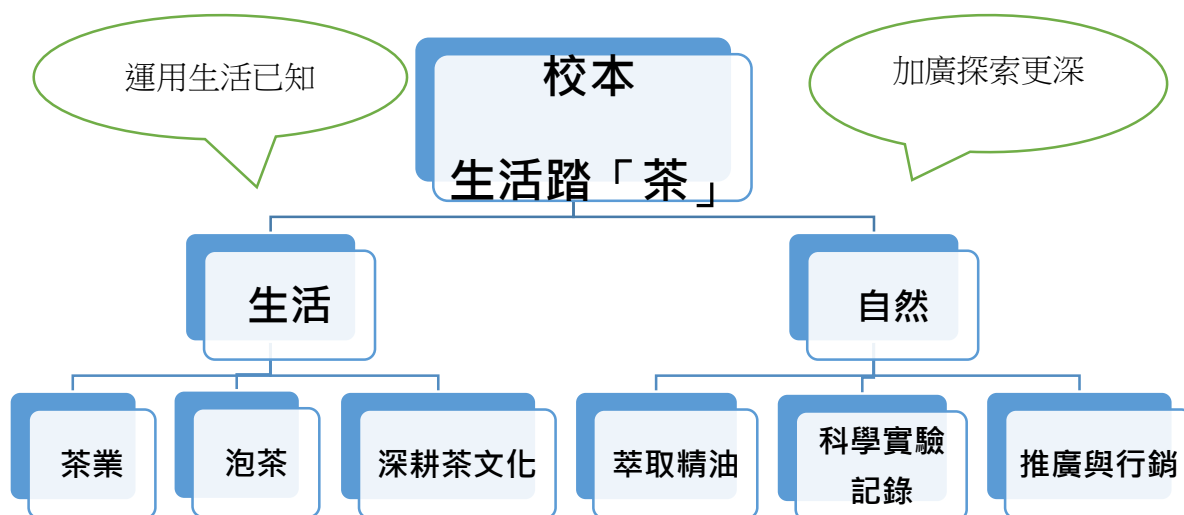 運用生活已知
校本
生活踏「茶」
加廣探索更深
生活
自然
茶業
泡茶
深耕茶文化
萃取精油
科學實驗
記錄
推廣與行銷